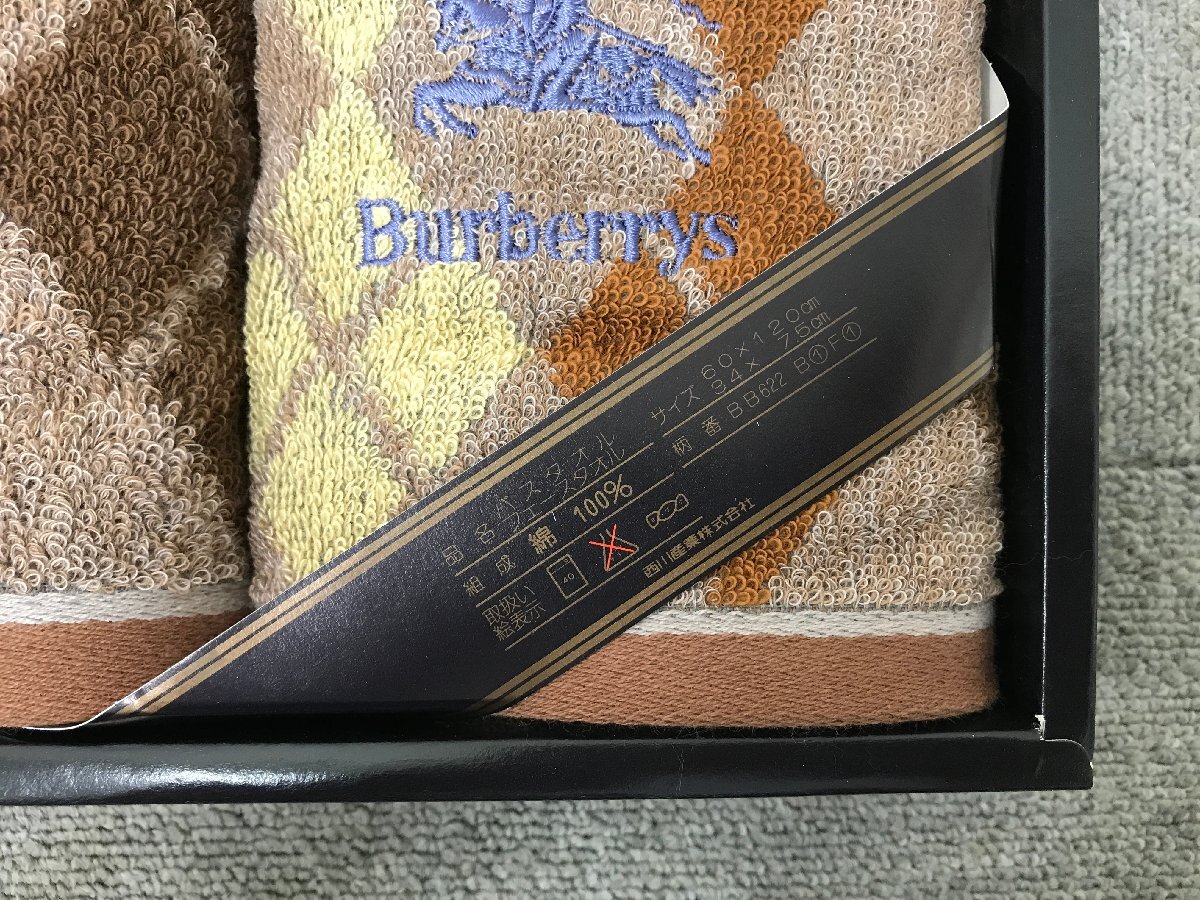 Burberrys
品 名 バスタオル サイズ 60×120㎝
フェースタオル 34× 75㎝
組 成 綿 100% 柄 番 BB622 B①F①
取扱い
絵表示 40
西川産業株式会社